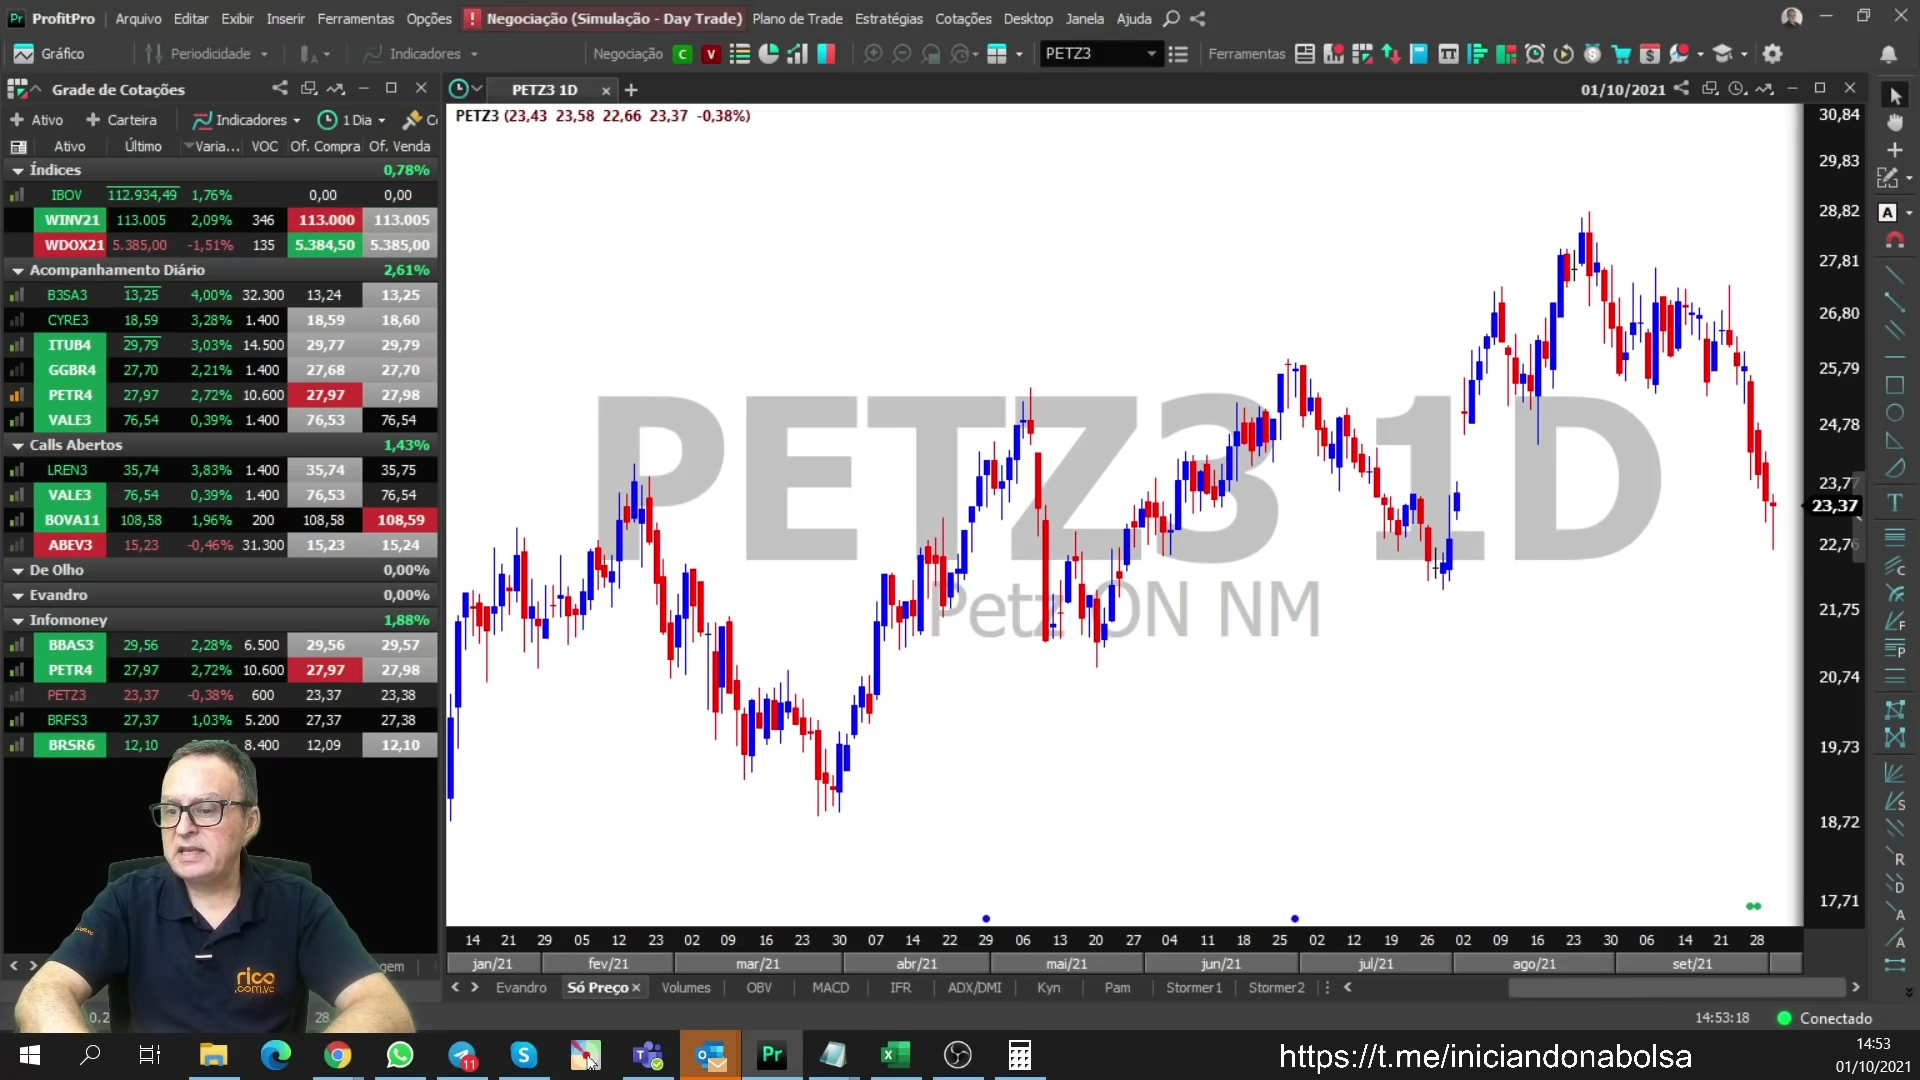 ProfitPro Arquivo Editar Exibir Inserir Ferramentas Opções ! Negociação (Simulação - Day Trade) Plano de Trade Estratégias Cotações Desktop Janela Ajuda
Gráfico Periodicidade Indicadores Negociação C V PETZ3 Ferramentas
Grade de Cotações
PETZ3 1D
01/10/2021
Ativo Carteira Indicadores 1 Dia
PETZ3 (23,43 23,58 22,66 23,37 -0,38%)
Ativo Último Varia... VOC Of. Compra Of. Venda
Índices 0,78%
IBOV 112.934,49 1,76% 0,00 0,00
WINV21 113.005 2,09% 346 113.000 113.005
WDOX21 5.385,00 -1,51% 135 5.384,50 5.385,00
Acompanhamento Diário 2,61%
B3SA3 13,25 4,00% 32.300 13,24 13,25
CYRE3 18,59 3,28% 1.400 18,59 18,60
ITUB4 29,79 3,03% 14.500 29,77 29,79
GGBR4 27,70 2,21% 1.400 27,68 27,70
PETR4 27,97 2,72% 10.600 27,97 27,98
VALE3 76,54 0,39% 1.400 76,53 76,54
Calls Abertos 1,43%
LREN3 35,74 3,83% 1.400 35,74 35,75
VALE3 76,54 0,39% 1.400 76,53 76,54
BOVA11 108,58 1,96% 200 108,58 108,59
ABEV3 15,23 -0,46% 31.300 15,23 15,24
De Olho 0,00%
Evandro 0,00%
Infomoney 1,88%
BBAS3 29,56 2,28% 6.500 29,56 29,57
PETR4 27,97 2,72% 10.600 27,97 27,98
PETZ3 23,37 -0,38% 600 23,37 23,38
BRFS3 27,37 1,03% 5.200 27,37 27,38
BRSR6 12,10 8.400 12,09 12,10
PETZ3 1D
Petz ON NM
30,84
29,83
28,82
27,81
26,80
25,79
24,78
23,77
23,37
22,76
21,75
20,74
19,73
18,72
17,71
14 21 29 05 12 23 02 09 16 23 30 07 14 22 29 06 13 20 27 04 11 18 25 02 12 19 26 02 09 16 23 30 06 14 21 28
jan/21 fev/21 mar/21 abr/21 mai/21 jun/21 jul/21 ago/21 set/21
Evandro Só Preço Volumes OBV MACD IFR ADX/DMI Kyn Pam Stormer1 Stormer2
rico
.com.vc
14:53:18 Conectado
https://t.me/iniciandonabolsa
14:53
01/10/2021